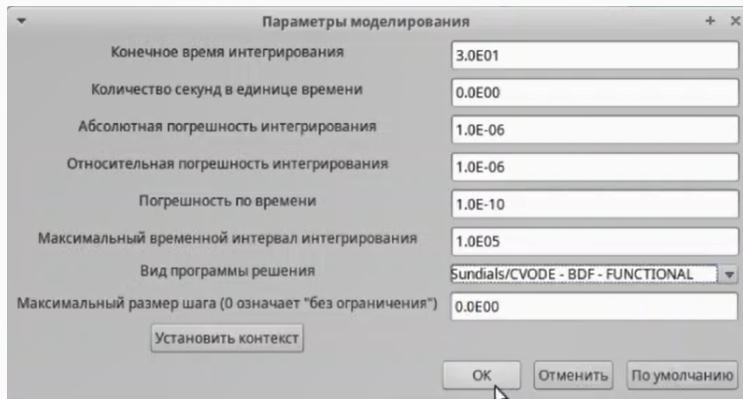 Параметры моделирования
Конечное время интегрирования 3.0E01
Количество секунд в единице времени 0.0E00
Абсолютная погрешность интегрирования 1.0E-06
Относительная погрешность интегрирования 1.0E-06
Погрешность по времени 1.0E-10
Максимальный временной интервал интегрирования 1.0E05
Вид программы решения Sundials/CVODE - BDF - FUNCTIONAL
Максимальный размер шага (0 означает "без ограничения") 0.0E00
Установить контекст
OK Отменить По умолчанию